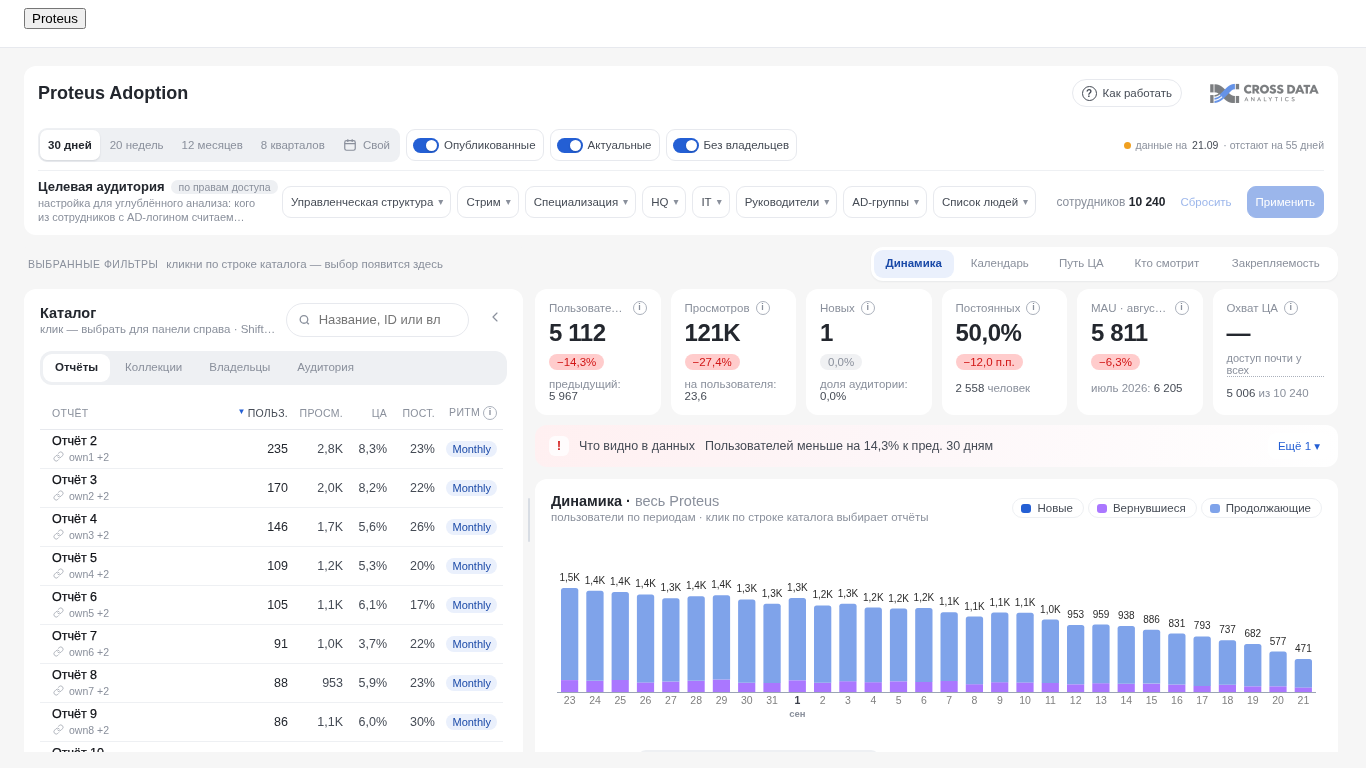 Proteus
Proteus Adoption
? Как работать
CROSS DATA
ANALYTICS
30 дней 20 недель 12 месяцев 8 кварталов Свой Опубликованные Актуальные Без владельцев
данные на 21.09 · отстают на 55 дней
Целевая аудитория по правам доступа
настройка для углублённого анализа: кого
из сотрудников с AD-логином считаем…
Управленческая структура ▾ Стрим ▾ Специализация ▾ HQ ▾ IT ▾ Руководители ▾ AD-группы ▾ Список людей ▾
сотрудников 10 240 Сбросить Применить
ВЫБРАННЫЕ ФИЛЬТРЫ кликни по строке каталога — выбор появится здесь
Динамика Календарь Путь ЦА Кто смотрит Закрепляемость
Каталог
клик — выбрать для панели справа · Shift…
Название, ID или вл
Отчёты Коллекции Владельцы Аудитория
ОТЧЁТ ▼ ПОЛЬЗ. ПРОСМ. ЦА ПОСТ. РИТМ i
Отчёт 2
own1 +2
235 2,8K 8,3% 23% Monthly
Отчёт 3
own2 +2
170 2,0K 8,2% 22% Monthly
Отчёт 4
own3 +2
146 1,7K 5,6% 26% Monthly
Отчёт 5
own4 +2
109 1,2K 5,3% 20% Monthly
Отчёт 6
own5 +2
105 1,1K 6,1% 17% Monthly
Отчёт 7
own6 +2
91 1,0K 3,7% 22% Monthly
Отчёт 8
own7 +2
88 953 5,9% 23% Monthly
Отчёт 9
own8 +2
86 1,1K 6,0% 30% Monthly
Отчёт 10
Пользовате… i
5 112
−14,3%
предыдущий:
5 967
Просмотров i
121K
−27,4%
на пользователя:
23,6
Новых i
1
0,0%
доля аудитории:
0,0%
Постоянных i
50,0%
−12,0 п.п.
2 558 человек
MAU · авгус… i
5 811
−6,3%
июль 2026: 6 205
Охват ЦА i
—
доступ почти у
всех
5 006 из 10 240
! Что видно в данных Пользователей меньше на 14,3% к пред. 30 дням
Ещё 1 ▾
Динамика · весь Proteus
пользователи по периодам · клик по строке каталога выбирает отчёты
Новые Вернувшиеся Продолжающие
1,5K 1,4K 1,4K 1,4K 1,3K 1,4K 1,4K 1,3K 1,3K 1,3K 1,2K 1,3K 1,2K 1,2K 1,2K 1,1K 1,1K 1,1K 1,1K 1,0K 953 959 938 886 831 793 737 682 577 471
23 24 25 26 27 28 29 30 31 1 2 3 4 5 6 7 8 9 10 11 12 13 14 15 16 17 18 19 20 21
сен